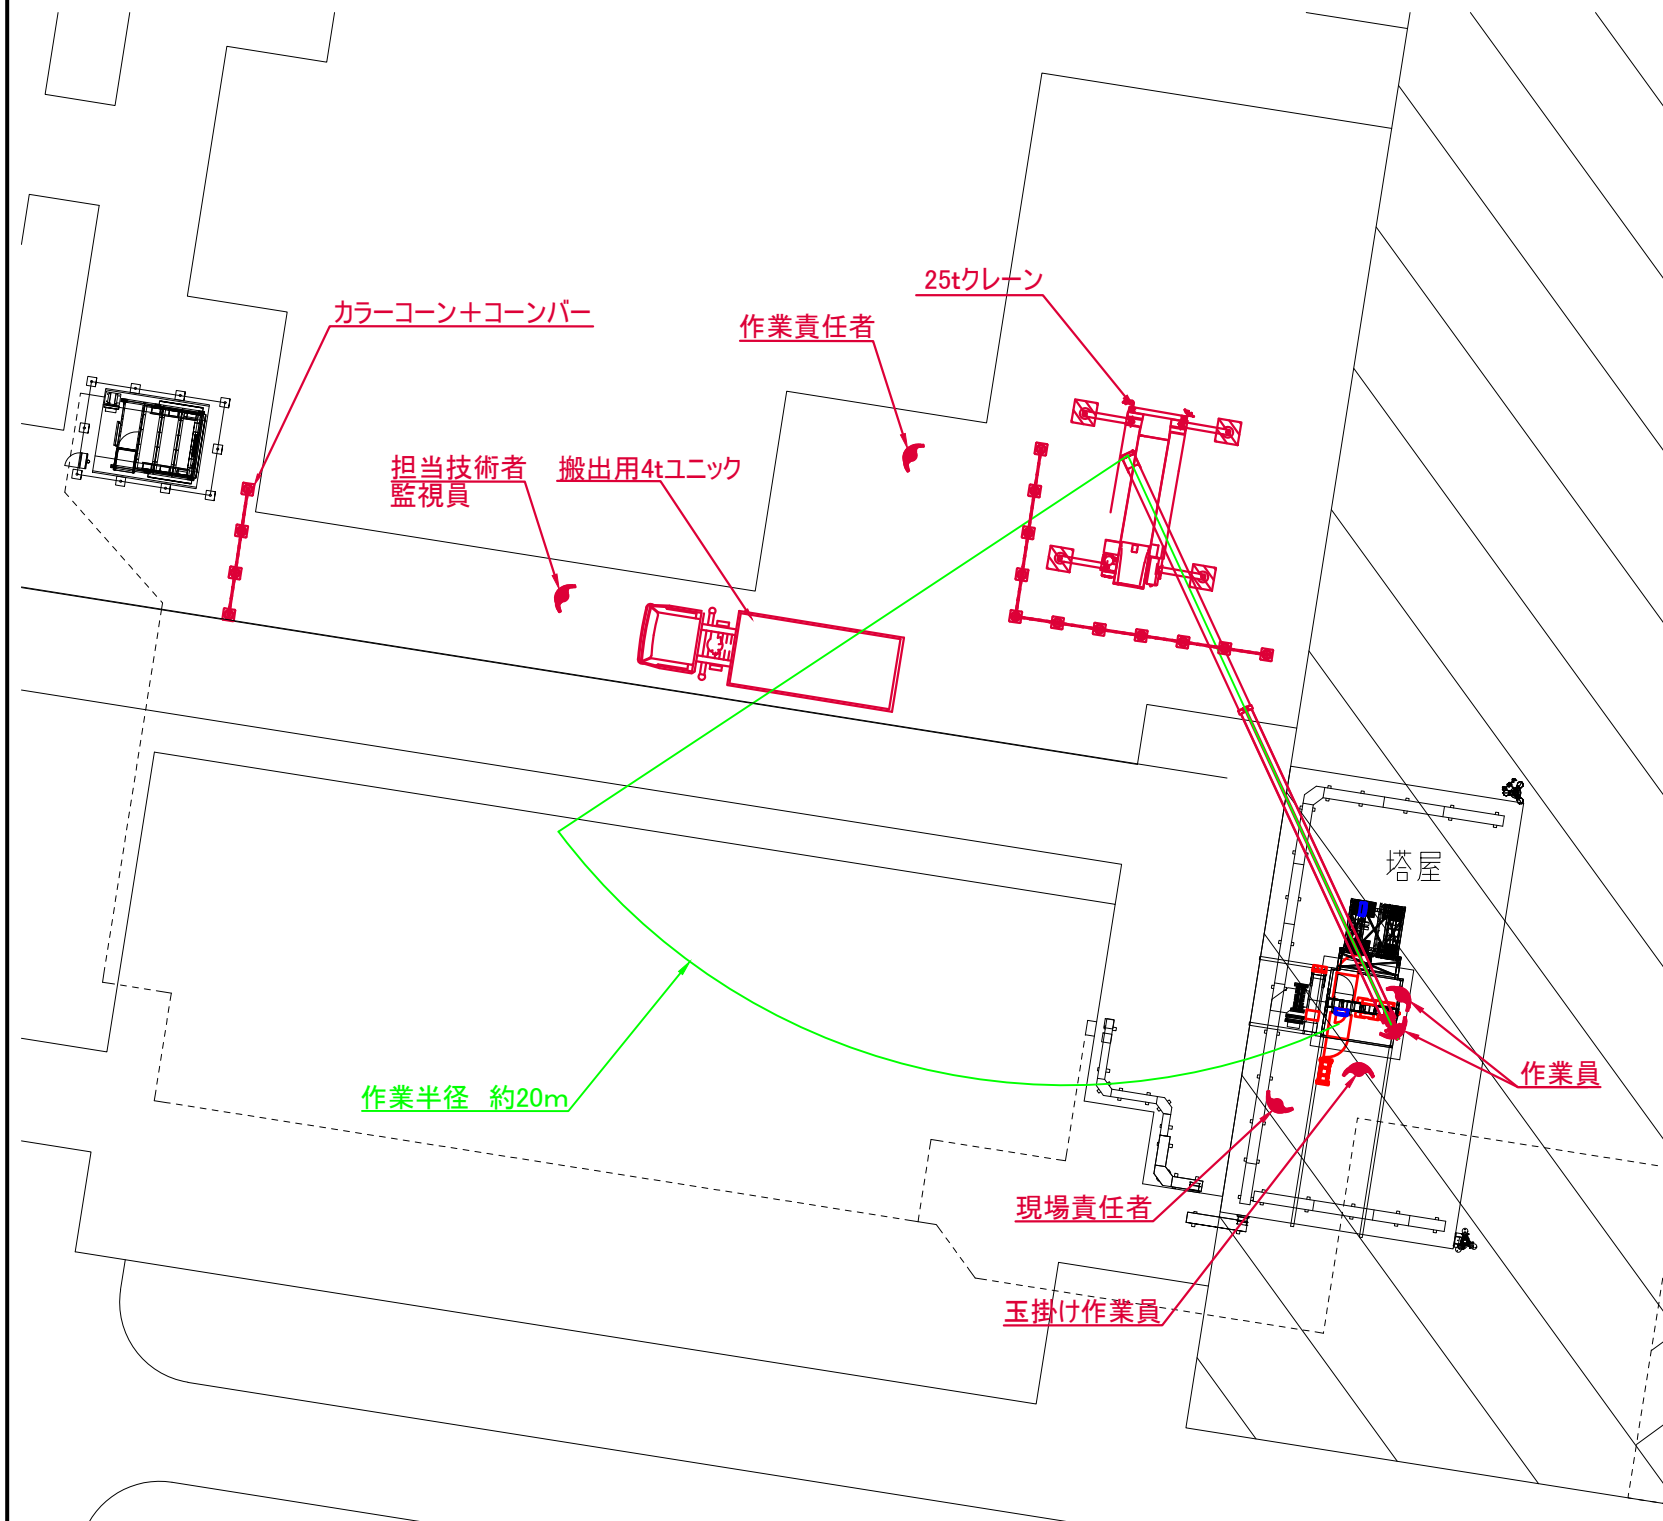 25tクレーン
カラーコーン＋コーンバー
作業責任者
担当技術者
監視員
搬出用4tユニック
塔屋
作業員
作業半径　約20m
現場責任者
玉掛け作業員